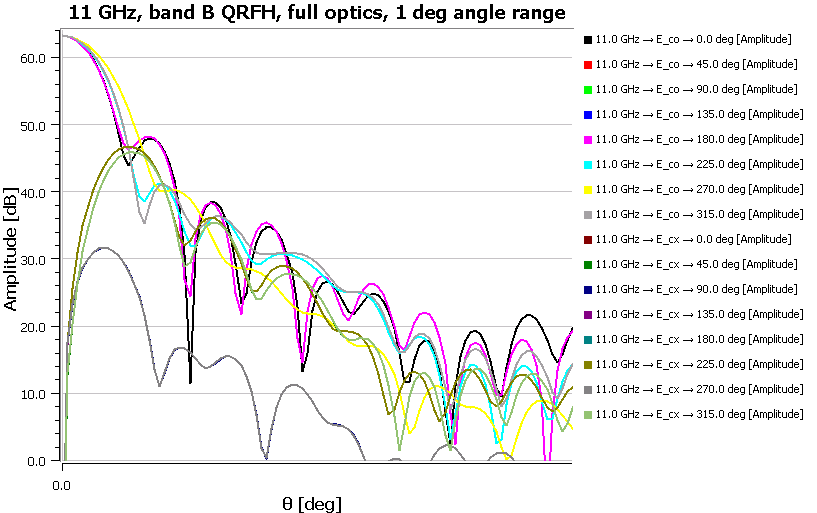 11 GHz, band B QRFH, full optics, 1 deg angle range
60.0
50.0
40.0
30.0
20.0
10.0
0.0
0.0
Amplitude [dB]
θ [deg]
11.0 GHz → E_co → 0.0 deg [Amplitude]
11.0 GHz → E_co → 45.0 deg [Amplitude]
11.0 GHz → E_co → 90.0 deg [Amplitude]
11.0 GHz → E_co → 135.0 deg [Amplitude]
11.0 GHz → E_co → 180.0 deg [Amplitude]
11.0 GHz → E_co → 225.0 deg [Amplitude]
11.0 GHz → E_co → 270.0 deg [Amplitude]
11.0 GHz → E_co → 315.0 deg [Amplitude]
11.0 GHz → E_cx → 0.0 deg [Amplitude]
11.0 GHz → E_cx → 45.0 deg [Amplitude]
11.0 GHz → E_cx → 90.0 deg [Amplitude]
11.0 GHz → E_cx → 135.0 deg [Amplitude]
11.0 GHz → E_cx → 180.0 deg [Amplitude]
11.0 GHz → E_cx → 225.0 deg [Amplitude]
11.0 GHz → E_cx → 270.0 deg [Amplitude]
11.0 GHz → E_cx → 315.0 deg [Amplitude]